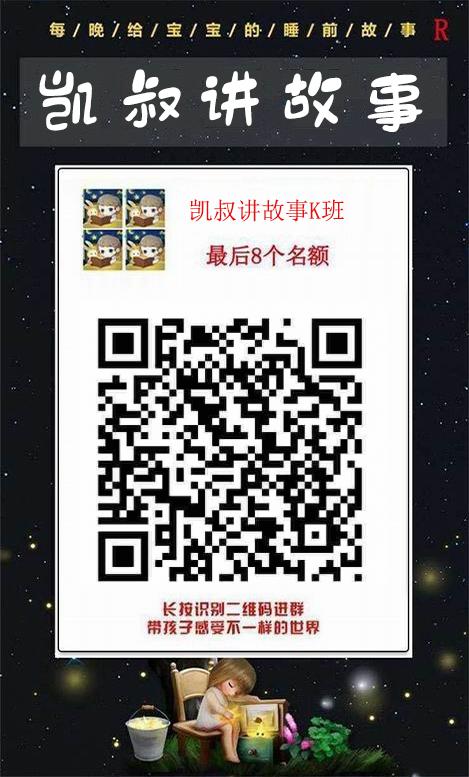 每/晚/给/宝/宝/的/睡/前/故/事 R
凯叔讲故事
凯叔讲故事K班
最后8个名额
长按识别二维码进群
带孩子感受不一样的世界